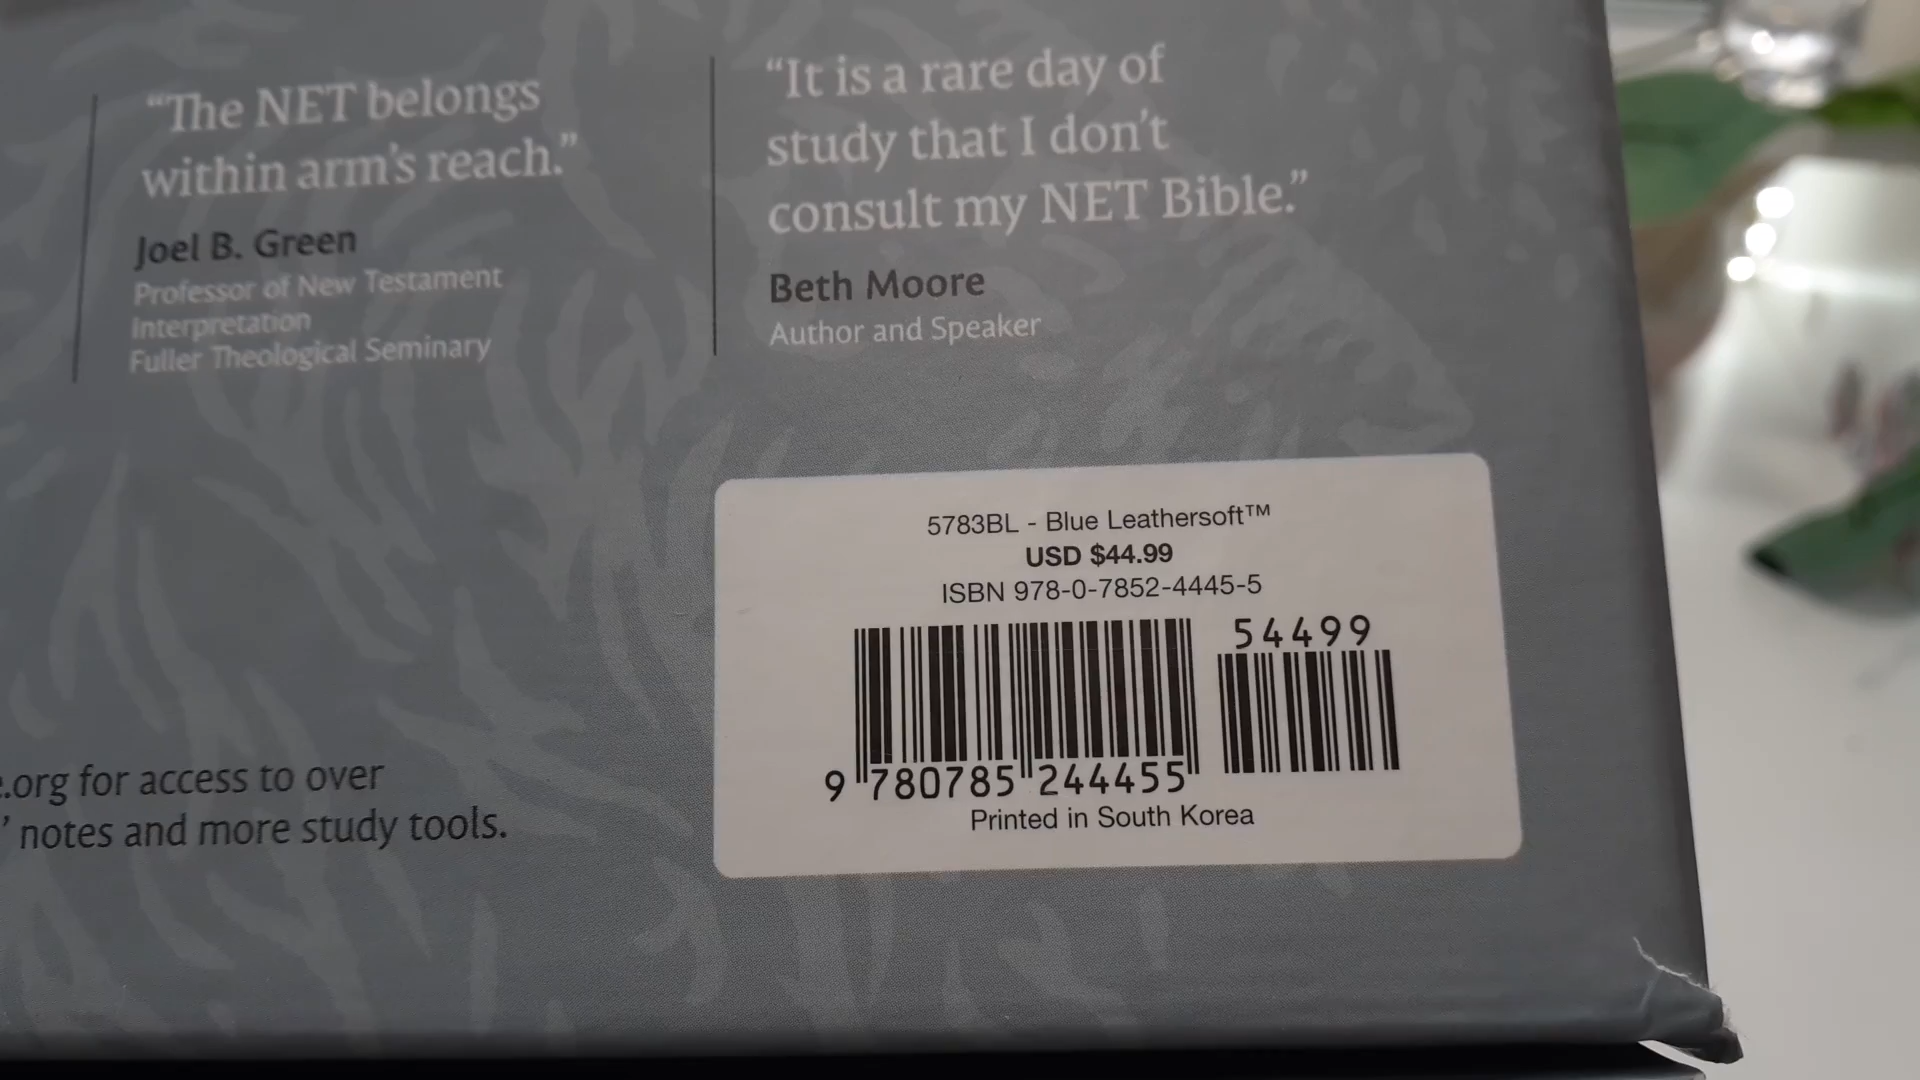 “The NET belongs
within arm’s reach.”
Joel B. Green
Professor of New Testament
Interpretation
Fuller Theological Seminary
“It is a rare day of
study that I don’t
consult my NET Bible.”
Beth Moore
Author and Speaker
.org for access to over
’ notes and more study tools.
5783BL - Blue Leathersoft™
USD $44.99
ISBN 978-0-7852-4445-5
54499
9 780785 244455
Printed in South Korea